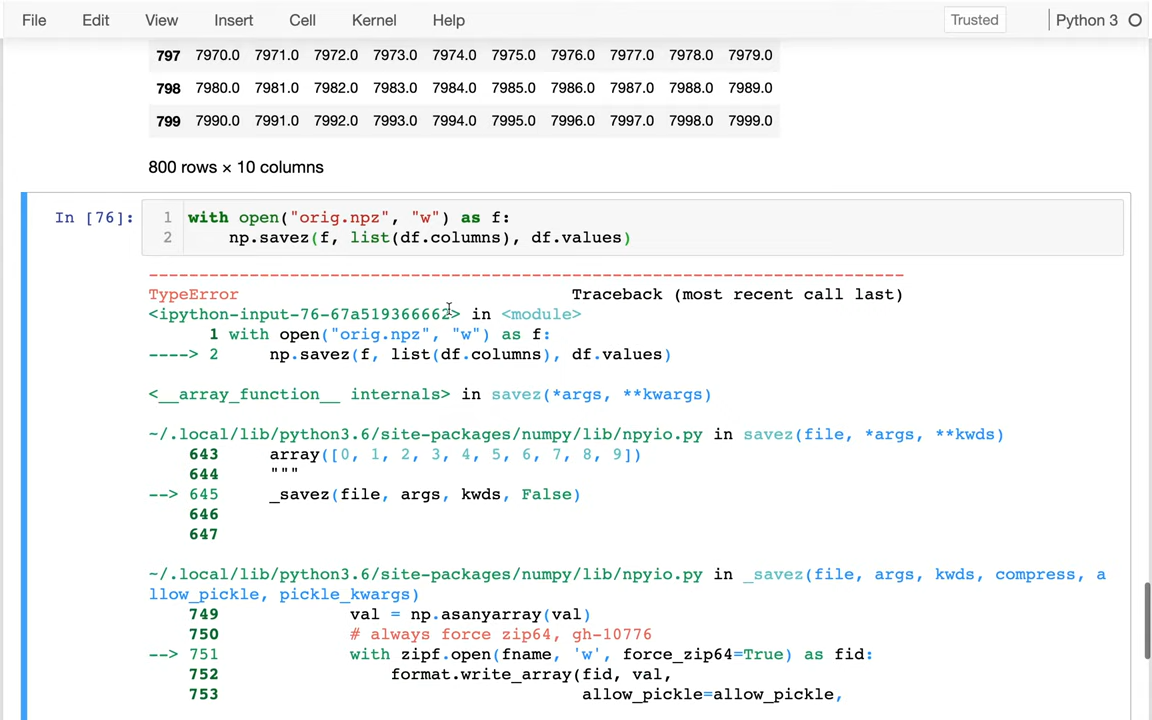 File Edit View Insert Cell Kernel Help Trusted Python 3
797 7970.0 7971.0 7972.0 7973.0 7974.0 7975.0 7976.0 7977.0 7978.0 7979.0
798 7980.0 7981.0 7982.0 7983.0 7984.0 7985.0 7986.0 7987.0 7988.0 7989.0
799 7990.0 7991.0 7992.0 7993.0 7994.0 7995.0 7996.0 7997.0 7998.0 7999.0
800 rows × 10 columns
In [76]: 1 with open("orig.npz", "w") as f:
2 np.savez(f, list(df.columns), df.values)
---------------------------------------------------------------------------
TypeError Traceback (most recent call last)
<ipython-input-76-67a519366662> in <module>
1 with open("orig.npz", "w") as f:
----> 2 np.savez(f, list(df.columns), df.values)
<__array_function__ internals> in savez(*args, **kwargs)
~/.local/lib/python3.6/site-packages/numpy/lib/npyio.py in savez(file, *args, **kwds)
643 array([0, 1, 2, 3, 4, 5, 6, 7, 8, 9])
644 """
--> 645 _savez(file, args, kwds, False)
646
647
~/.local/lib/python3.6/site-packages/numpy/lib/npyio.py in _savez(file, args, kwds, compress, a
llow_pickle, pickle_kwargs)
749 val = np.asanyarray(val)
750 # always force zip64, gh-10776
--> 751 with zipf.open(fname, 'w', force_zip64=True) as fid:
752 format.write_array(fid, val,
753 allow_pickle=allow_pickle,